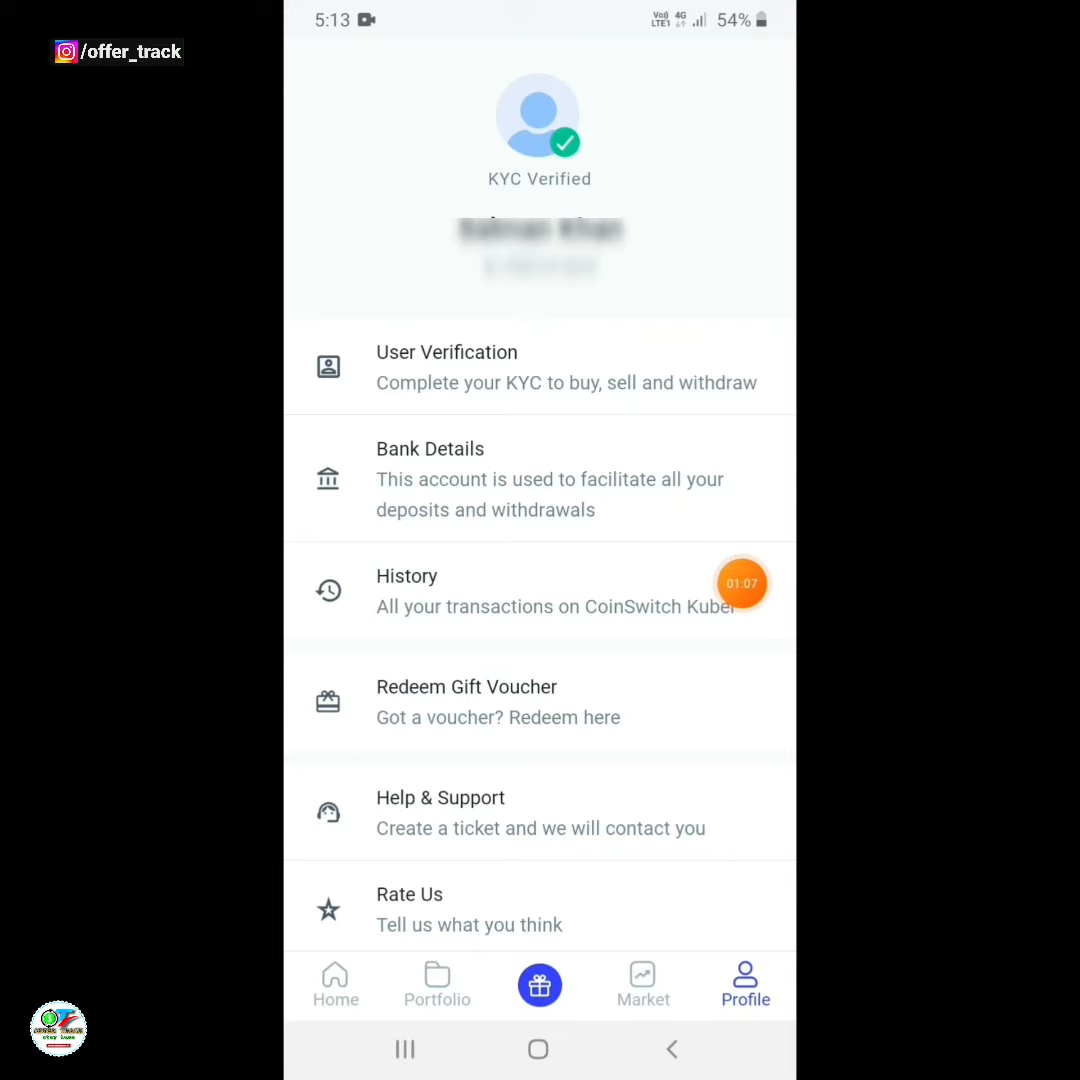 5:13
Vo)) 4G
LTE1
54%
/offer_track
KYC Verified
User Verification
Complete your KYC to buy, sell and withdraw
Bank Details
This account is used to facilitate all your
deposits and withdrawals
History
01:07
All your transactions on CoinSwitch Kuber
Redeem Gift Voucher
Got a voucher? Redeem here
Help & Support
Create a ticket and we will contact you
Rate Us
Tell us what you think
Home
Portfolio
Market
Profile